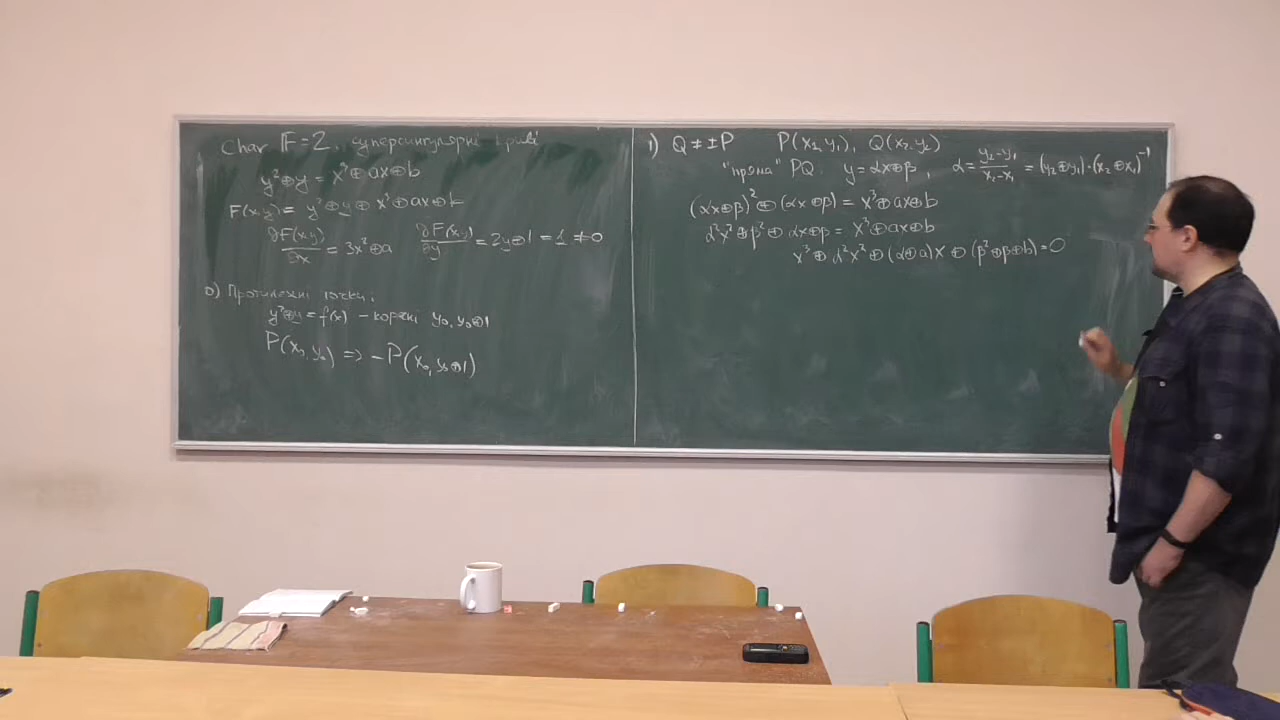 Char F = 2, суперсингулярні криві
y² ⊕ y = x³ ⊕ ax ⊕ b
F(x,y) = y² ⊕ y ⊕ x³ ⊕ ax ⊕ b
∂F(x,y)/∂x = 3x² ⊕ a ∂F(x,y)/∂y = 2y ⊕ 1 = 1 ≠ 0
0) Протилежні точки:
y² ⊕ y = f(x) – корені y₀, y₀ ⊕ 1
P(x₀, y₀) => -P(x₀, y₀ ⊕ 1)
1) Q ≠ ±P P(x₁, y₁), Q(x₂, y₂)
"пряма" PQ: y = αx ⊕ β, α = (y₂ - y₁)/(x₂ - x₁) = (y₂ ⊕ y₁)·(x₂ ⊕ x₁)⁻¹
(αx ⊕ β)² ⊕ (αx ⊕ β) = x³ ⊕ ax ⊕ b
α²x² ⊕ β² ⊕ αx ⊕ β = x³ ⊕ ax ⊕ b
x³ ⊕ α²x² ⊕ (α ⊕ a)x ⊕ (β² ⊕ β ⊕ b) = 0